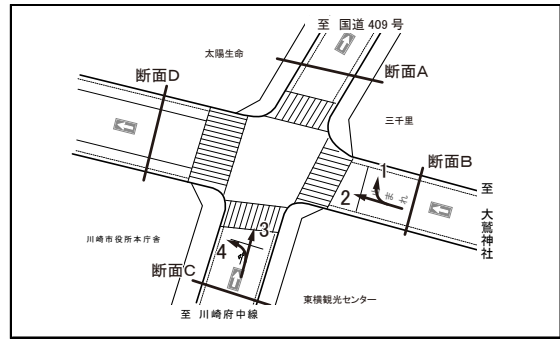 至 国道 409 号
太陽生命
断面A
断面D
三千里
断面B
1
2
まれ
至 大鷲神社
3
4
川崎市役所本庁舎
断面C
東横観光センター
至 川崎府中線